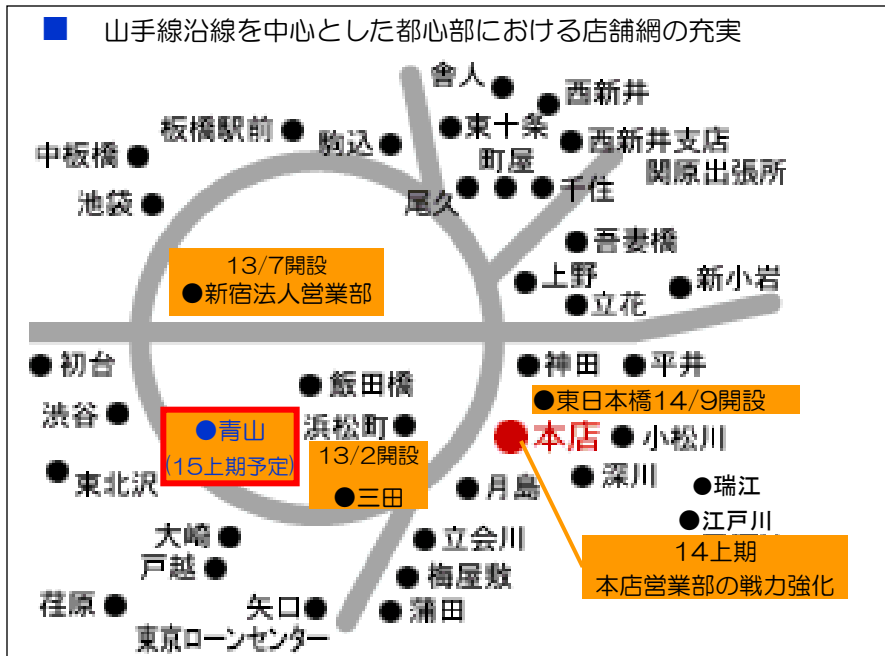 ■ 山手線沿線を中心とした都心部における店舗網の充実
舎人●
●西新井
板橋駅前●
駒込●
●東十条
●西新井支店
関原出張所
中板橋●
町屋
池袋●
尾久●●●千住
13/7開設
●新宿法人営業部
●吾妻橋
●上野
●立花
●新小岩
●初台
●神田
●平井
●飯田橋
●東日本橋14/9開設
渋谷●
●青山
(15上期予定)
浜松町●
●本店
●小松川
13/2開設
●三田
●東北沢
●月島
●深川
●瑞江
●江戸川
大崎●
戸越●
●立会川
14上期
本店営業部の戦力強化
●梅屋敷
荏原●
矢口●
●蒲田
東京ローンセンター